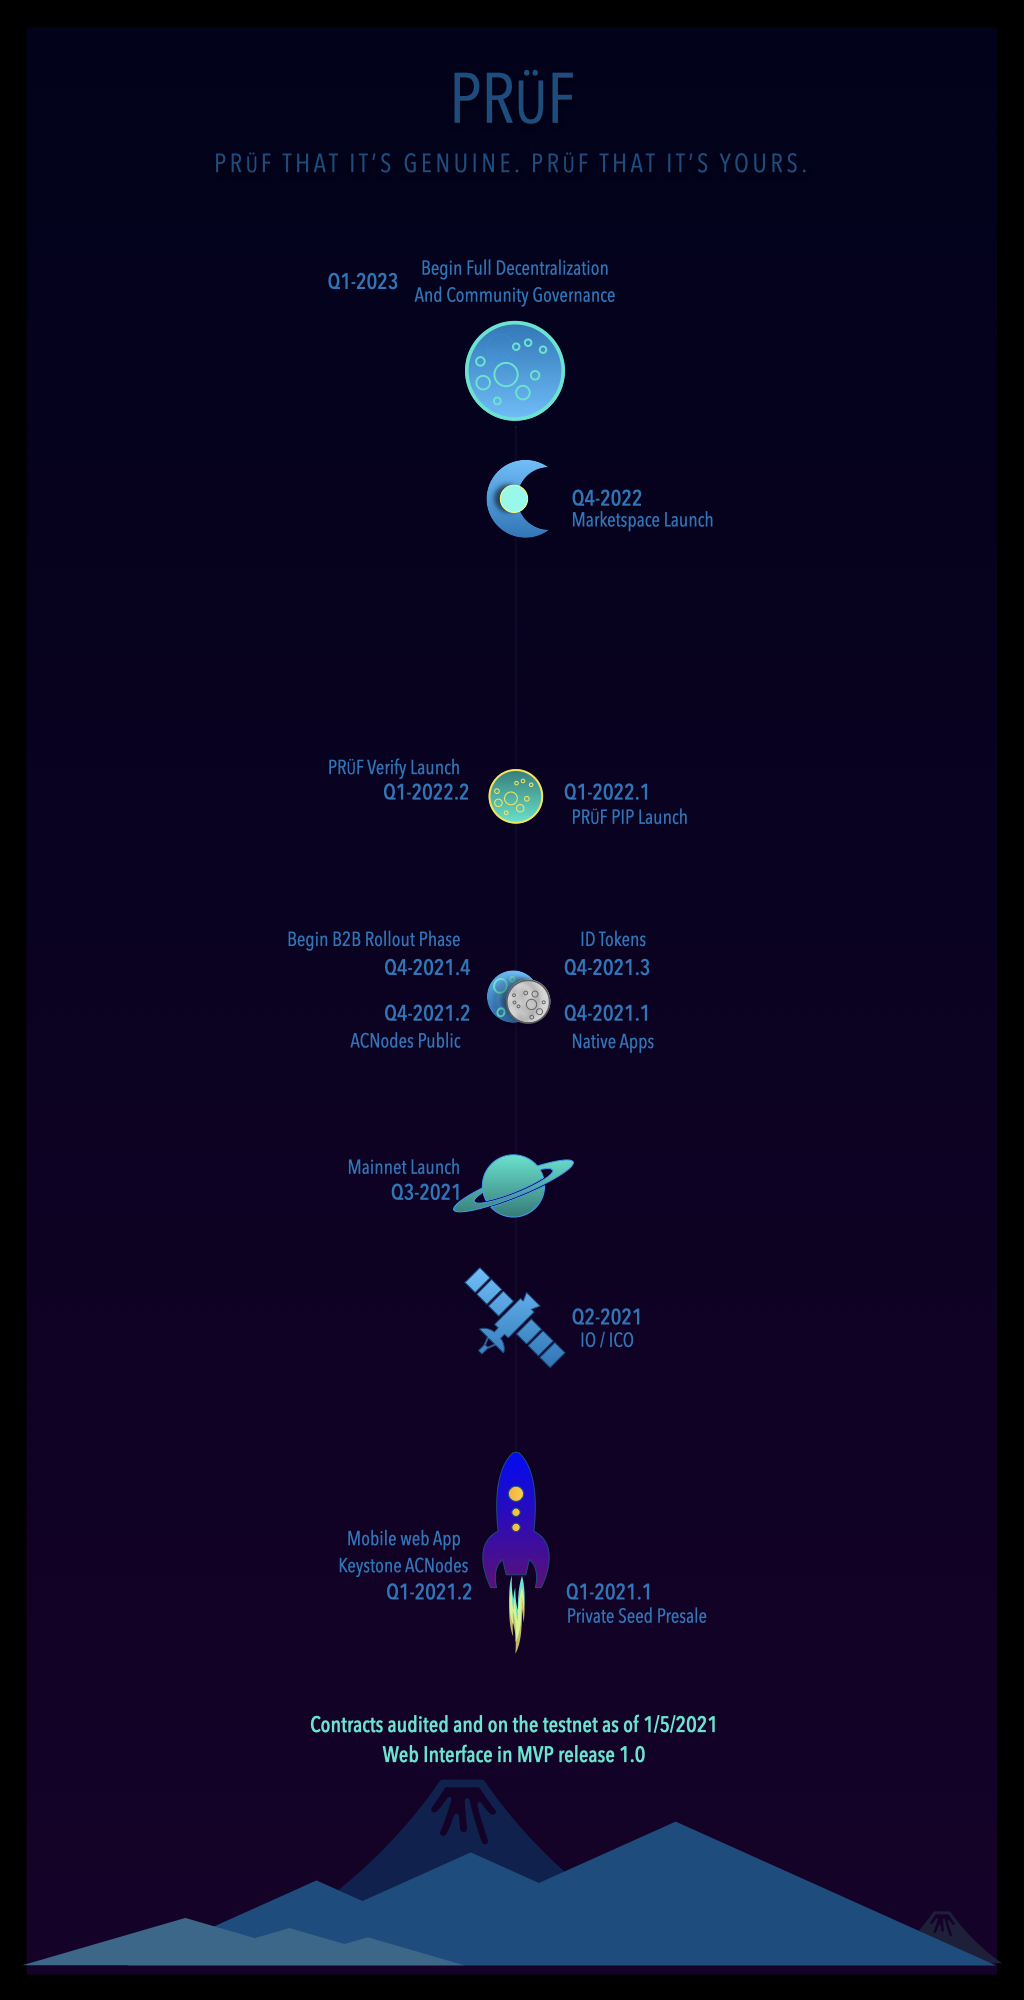 PRÜF
PRÜF THAT IT'S GENUINE. PRÜF THAT IT'S YOURS.
Q1-2023
Begin Full Decentralization
And Community Governance
Q4-2022
Marketspace Launch
PRÜF Verify Launch
Q1-2022.2
Q1-2022.1
PRÜF PIP Launch
Begin B2B Rollout Phase
Q4-2021.4
ID Tokens
Q4-2021.3
Q4-2021.2
ACNodes Public
Q4-2021.1
Native Apps
Mainnet Launch
Q3-2021
Q2-2021
IO / ICO
Mobile web App
Keystone ACNodes
Q1-2021.2
Q1-2021.1
Private Seed Presale
Contracts audited and on the testnet as of 1/5/2021
Web Interface in MVP release 1.0